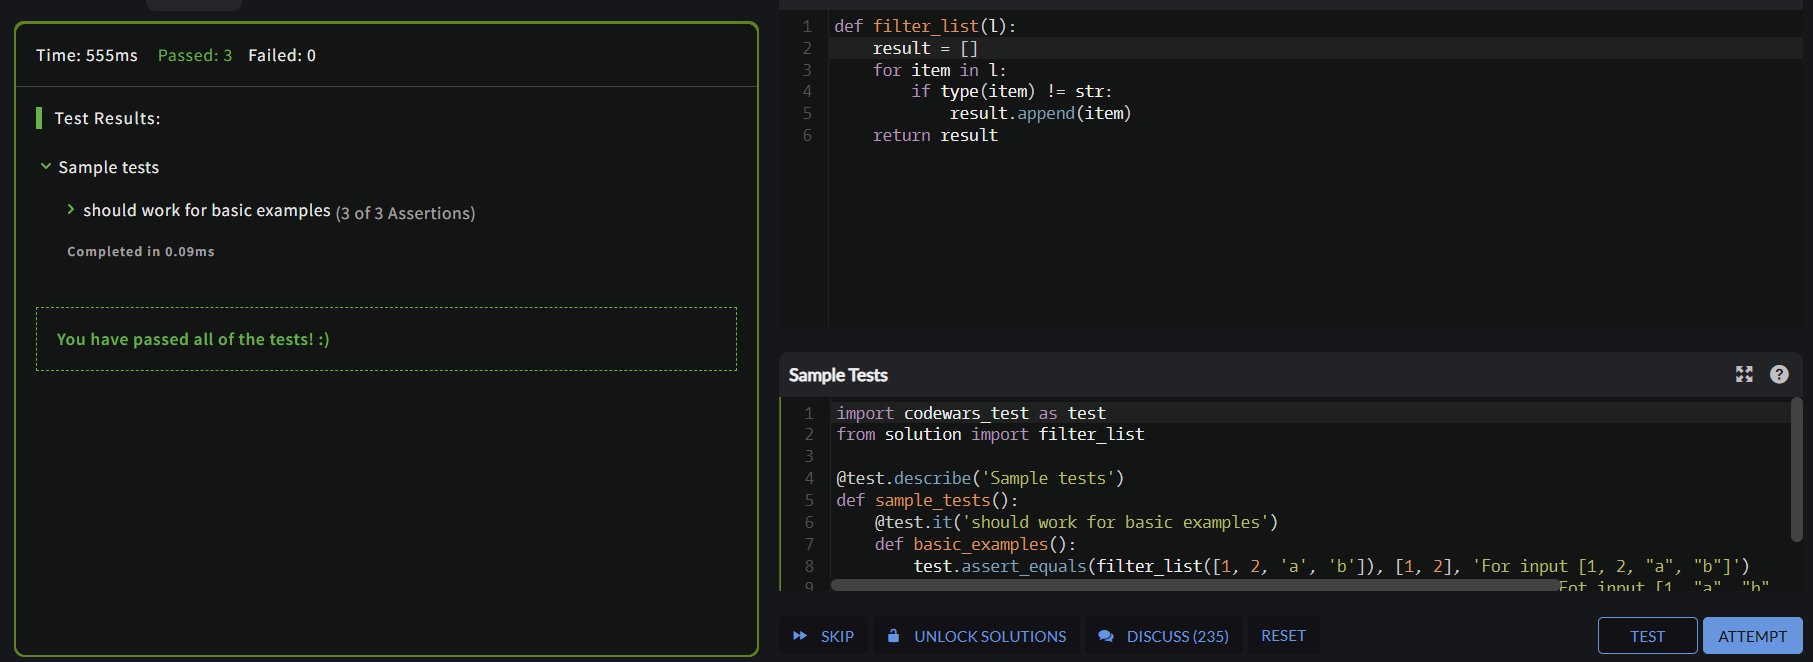 Time: 555ms Passed: 3 Failed: 0
Test Results:
Sample tests
should work for basic examples (3 of 3 Assertions)
Completed in 0.09ms
You have passed all of the tests! :)
1 def filter_list(l):
2     result = []
3     for item in l:
4         if type(item) != str:
5             result.append(item)
6     return result
Sample Tests
1 import codewars_test as test
2 from solution import filter_list
3
4 @test.describe('Sample tests')
5 def sample_tests():
6     @test.it('should work for basic examples')
7     def basic_examples():
8         test.assert_equals(filter_list([1, 2, 'a', 'b']), [1, 2], 'For input [1, 2, "a", "b"]')
9 input [1, "a", "b"
SKIP UNLOCK SOLUTIONS DISCUSS (235) RESET TEST ATTEMPT